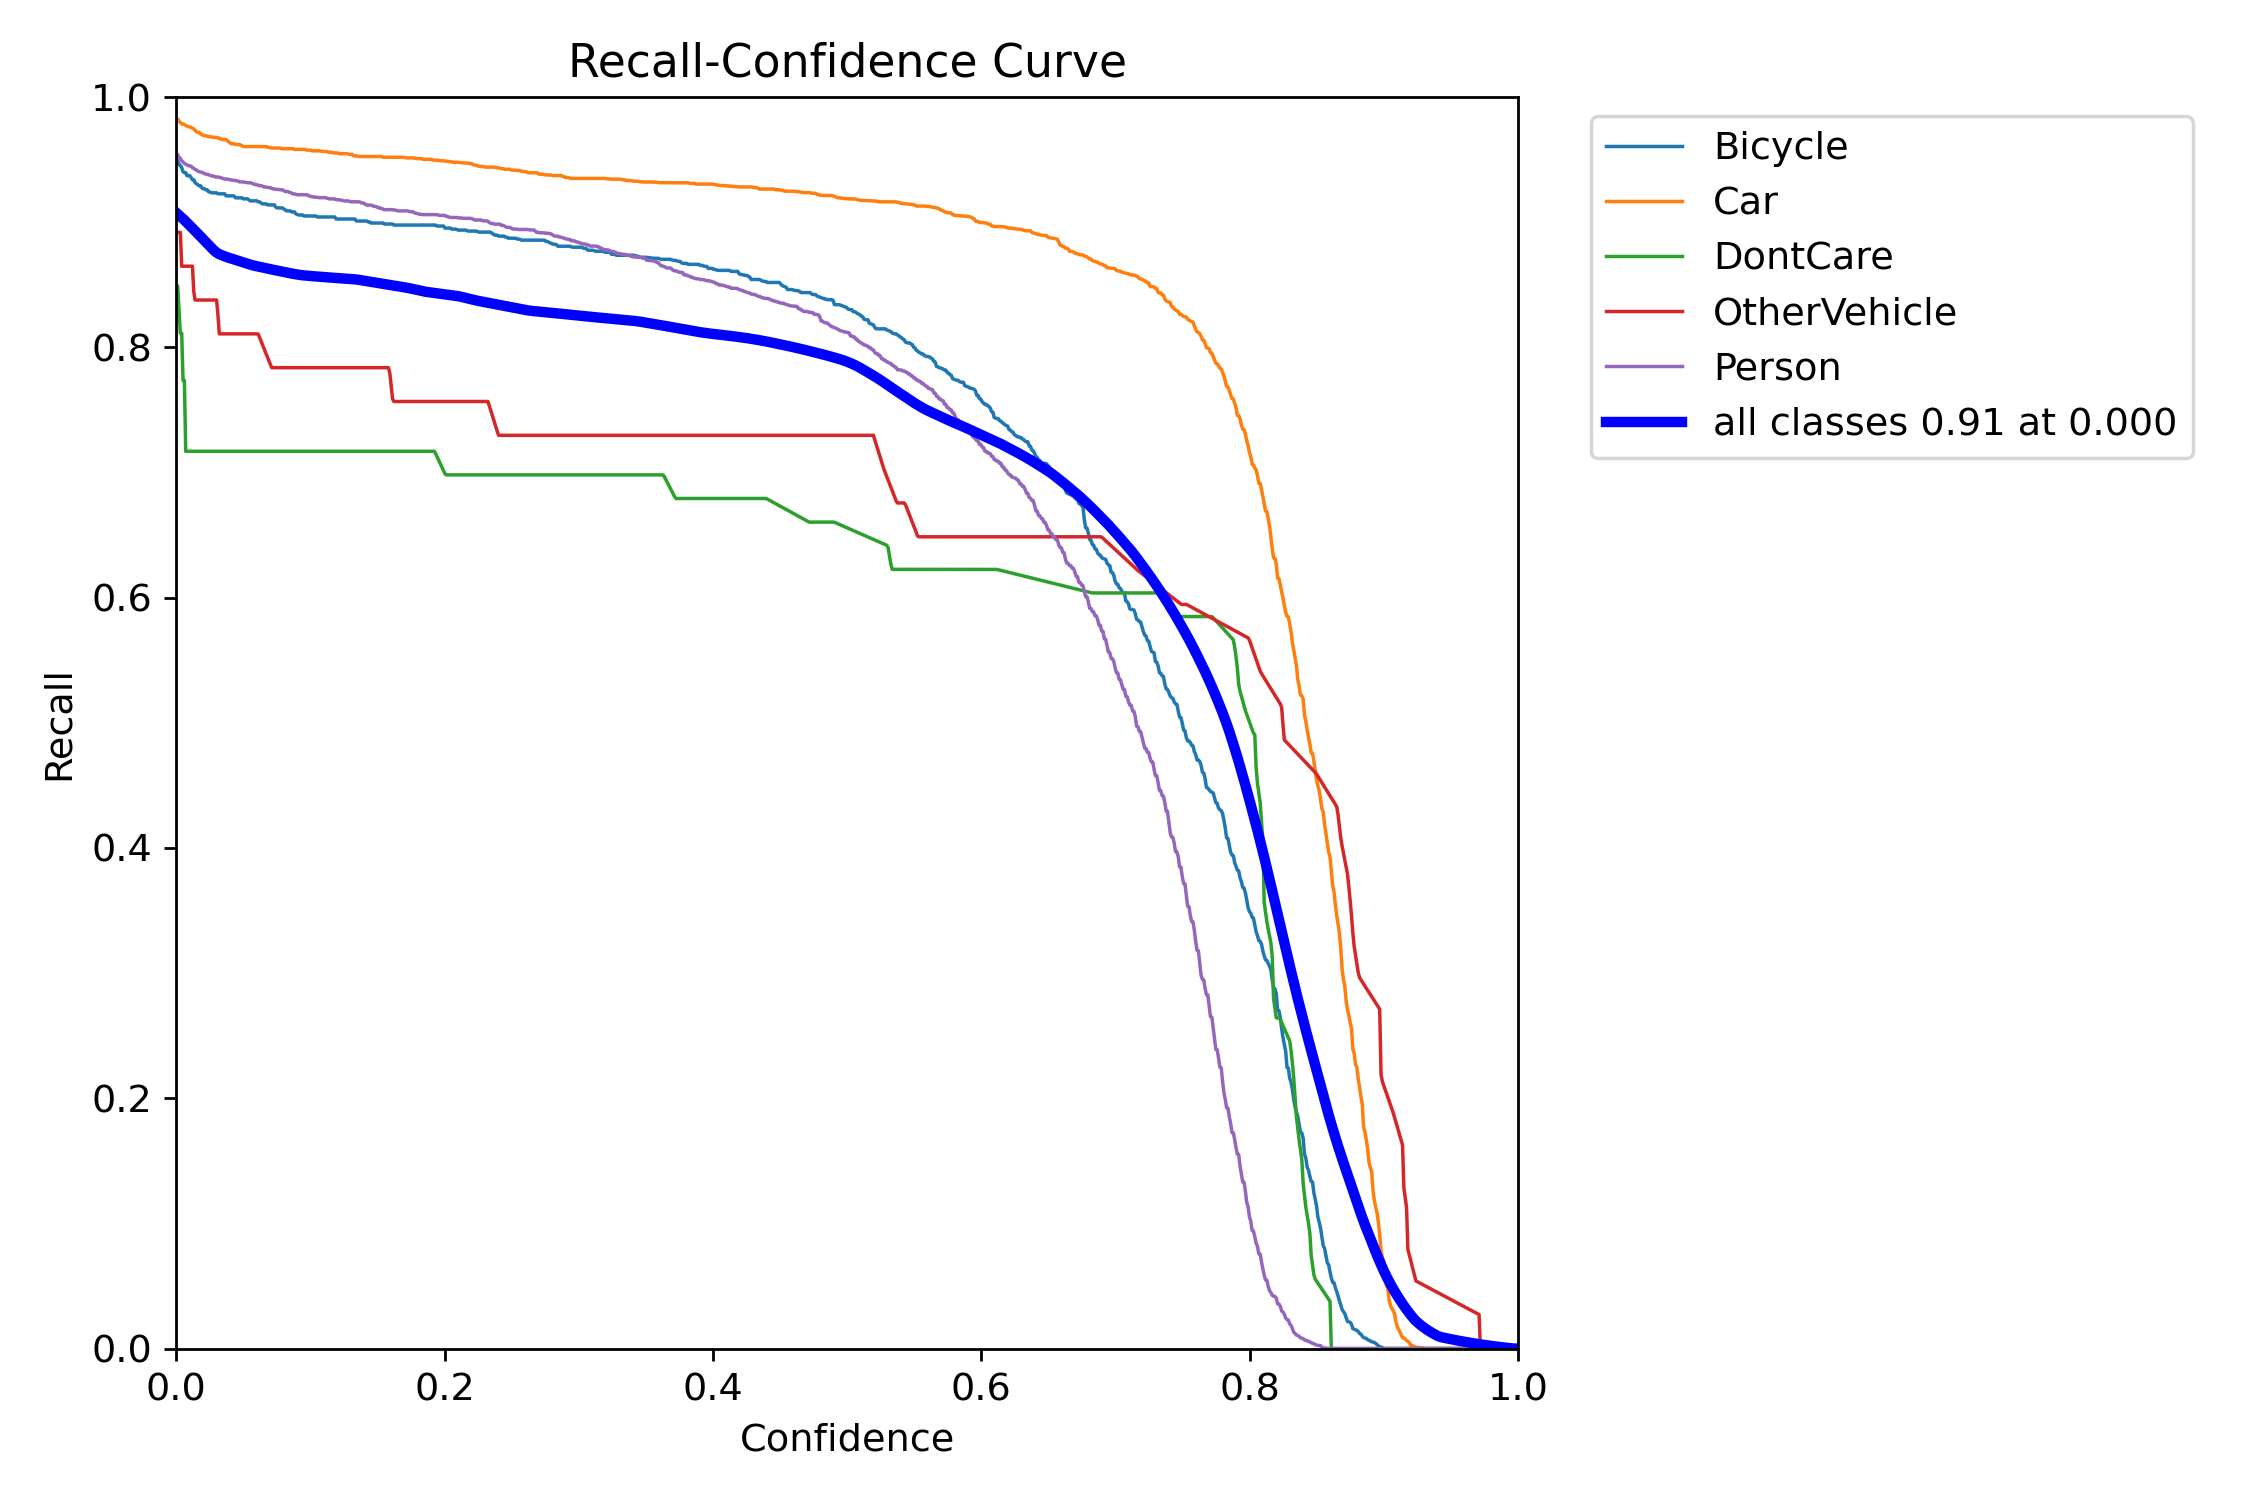 Recall-Confidence Curve
1.0
0.8
0.6
0.4
0.2
0.0
Recall
0.0 0.2 0.4 0.6 0.8 1.0
Confidence
Bicycle
Car
DontCare
OtherVehicle
Person
all classes 0.91 at 0.000